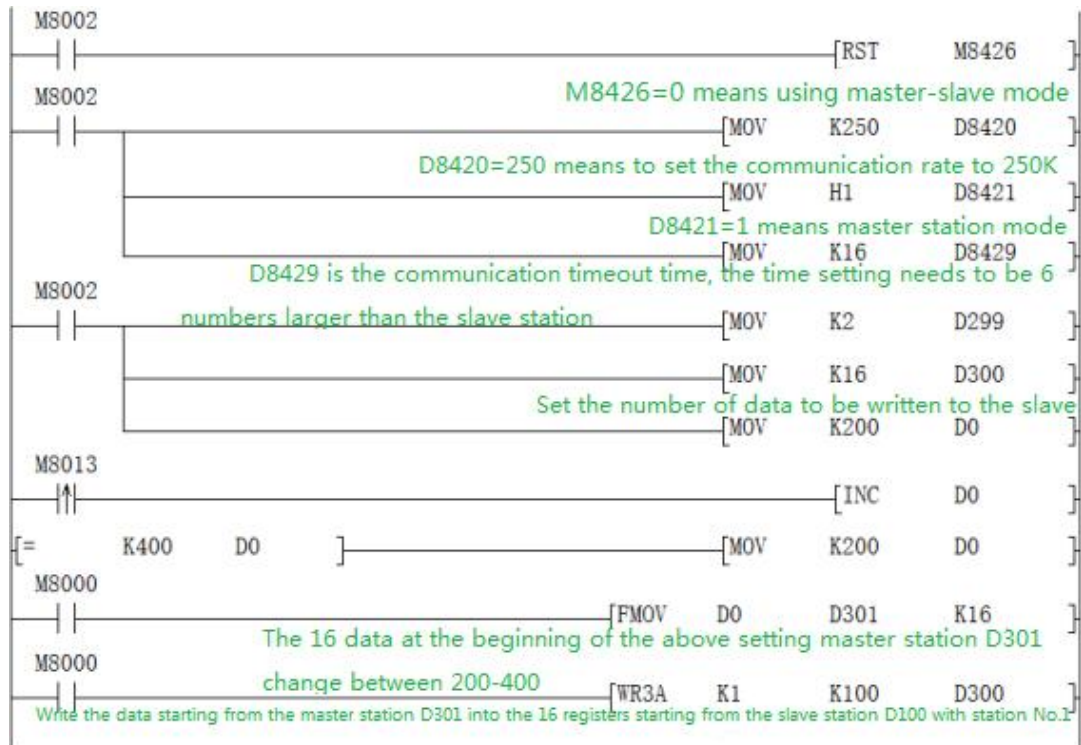 M8002
[RST M8426 ]
M8002
M8426=0 means using master-slave mode
[MOV K250 D8420 ]
D8420=250 means to set the communication rate to 250K
[MOV H1 D8421 ]
D8421=1 means master station mode
[MOV K16 D8429 ]
D8429 is the communication timeout time, the time setting needs to be 6
M8002
numbers larger than the slave station
[MOV K2 D299 ]
[MOV K16 D300 ]
Set the number of data to be written to the slave
[MOV K200 D0 ]
M8013
[INC D0 ]
[= K400 D0 ] [MOV K200 D0 ]
M8000
[FMOV D0 D301 K16 ]
The 16 data at the beginning of the above setting master station D301
M8000
change between 200-400
[WR3A K1 K100 D300 ]
Write the data starting from the master station D301 into the 16 registers starting from the slave station D100 with station No.1